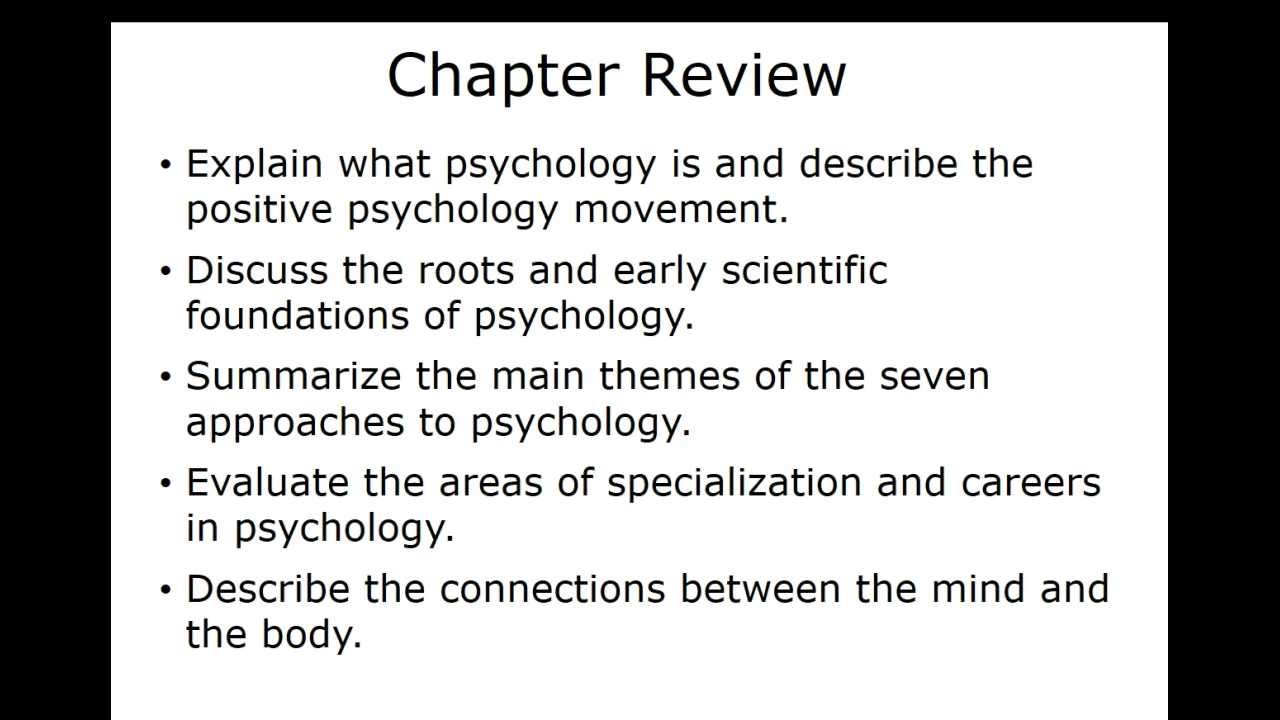 Chapter Review
• Explain what psychology is and describe the
positive psychology movement.
• Discuss the roots and early scientific
foundations of psychology.
• Summarize the main themes of the seven
approaches to psychology.
• Evaluate the areas of specialization and careers
in psychology.
• Describe the connections between the mind and
the body.